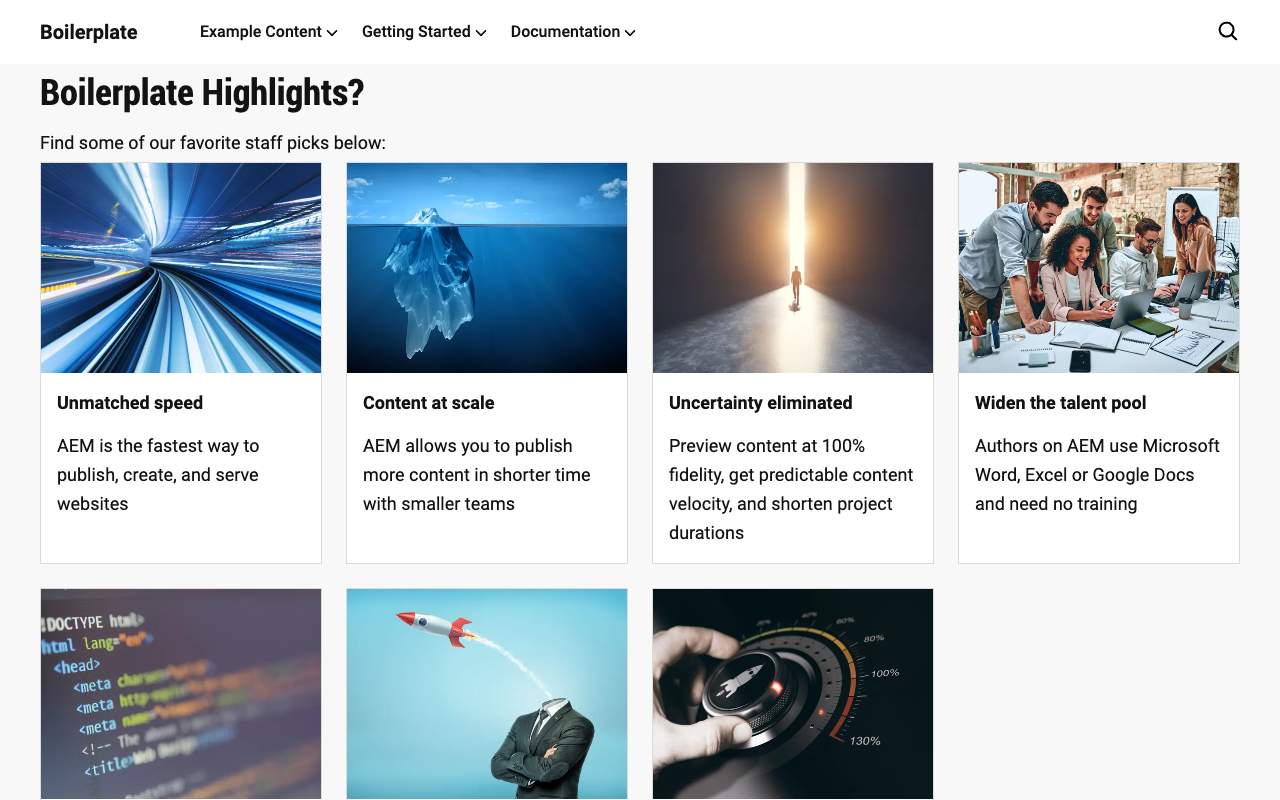 Boilerplate
Example Content
Getting Started
Documentation
Boilerplate Highlights?
Find some of our favorite staff picks below:
Unmatched speed
AEM is the fastest way to
publish, create, and serve
websites
Content at scale
AEM allows you to publish
more content in shorter time
with smaller teams
Uncertainty eliminated
Preview content at 100%
fidelity, get predictable content
velocity, and shorten project
durations
Widen the talent pool
Authors on AEM use Microsoft
Word, Excel or Google Docs
and need no training
!DOCTYPE html>
html lang="en">
<head>
<meta
<meta
<meta
<!-- The above
<title>Web Design
40%
60%
80%
100%
130%